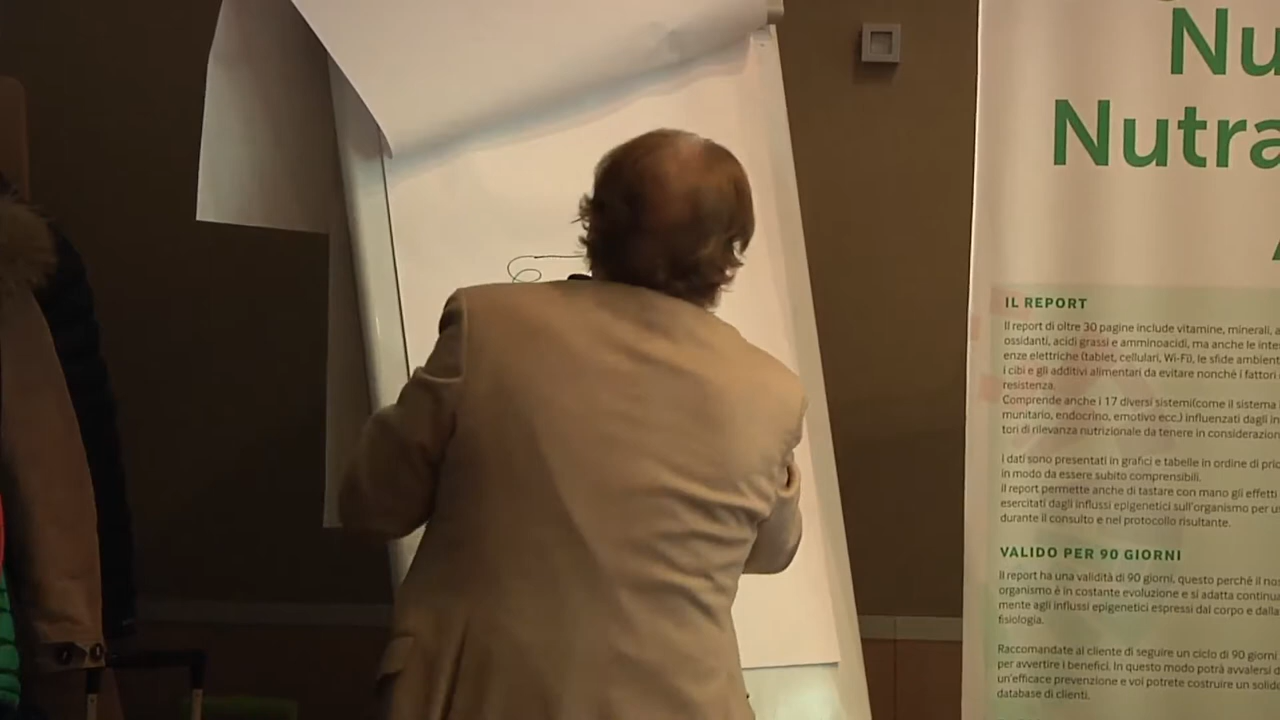 Nu
Nutra
IL REPORT
Il report di oltre 30 pagine include vitamine, minerali, a
ossidanti, acidi grassi e amminoacidi, ma anche le inte
enze elettriche (tablet, cellulari, Wi-Fi), le sfide ambient
i cibi e gli additivi alimentari da evitare nonché i fattori
resistenza.
Comprende anche i 17 diversi sistemi(come il sistema
munitario, endocrino, emotivo ecc.) influenzati dagli in
tori di rilevanza nutrizionale da tenere in considerazion
I dati sono presentati in grafici e tabelle in ordine di prio
in modo da essere subito comprensibili.
Il report permette anche di tastare con mano gli effetti
esercitati dagli influssi epigenetici sull'organismo per us
durante il consulto e nel protocollo risultante.
VALIDO PER 90 GIORNI
Il report ha una validità di 90 giorni, questo perché il nos
organismo è in costante evoluzione e si adatta continua
mente agli influssi epigenetici espressi dal corpo e dalla
fisiologia.
Raccomandate al cliente di seguire un ciclo di 90 giorni
per avvertire i benefici. In questo modo potrà avvalersi d
un'efficace prevenzione e voi potrete costruire un solido
database di clienti.